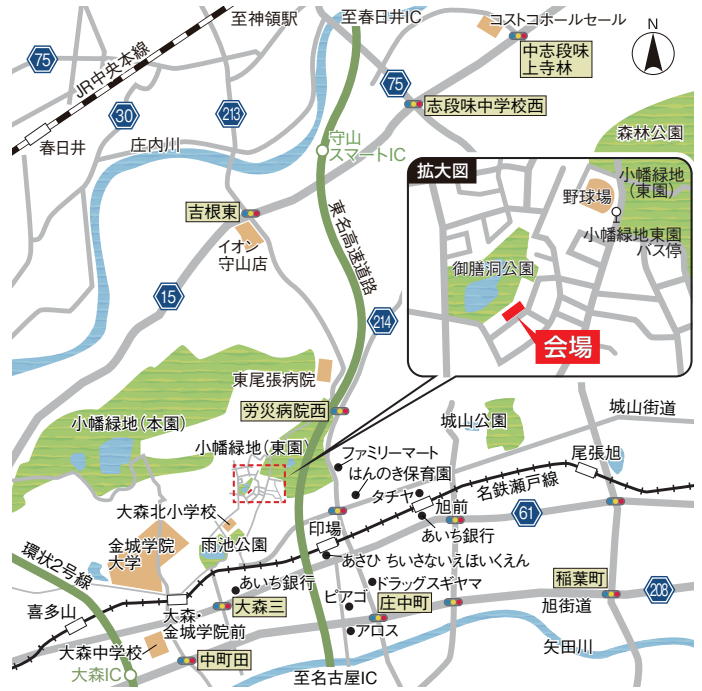 至神領駅
至春日井IC
コストコホールセール
N
75
JR中央本線
中志段味
上寺林
75
志段味中学校西
30
213
春日井
庄内川
守山
スマートIC
森林公園
拡大図
小幡緑地
(東園)
野球場
小幡緑地東園
バス停
御膳洞公園
会場
吉根東
イオン
守山店
東名高速道路
15
214
東尾張病院
労災病院西
小幡緑地(本園)
小幡緑地(東園)
城山公園
城山街道
ファミリーマート
はんのき保育園
タチヤ
尾張旭
名鉄瀬戸線
旭前
61
大森北小学校
印場
あいち銀行
金城学院
大学
雨池公園
あさひ ちいさないえほいくえん
環状2号線
あいち銀行
ドラッグスギヤマ
稲葉町
208
喜多山
大森・
金城学院前
大森三
ピアゴ
庄中町
旭街道
アロス
矢田川
大森中学校
中町田
大森IC
至名古屋IC